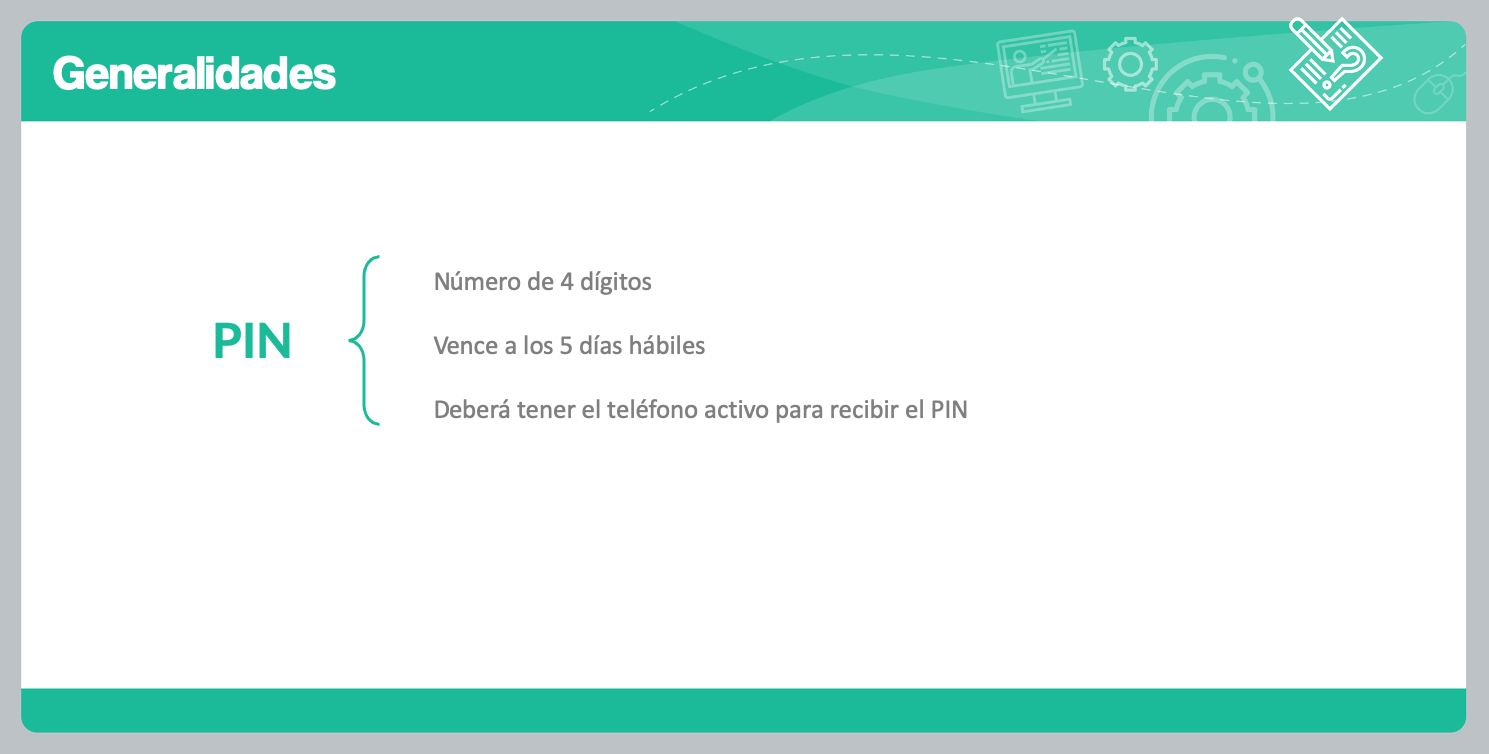 Generalidades
PIN
Número de 4 dígitos
Vence a los 5 días hábiles
Deberá tener el teléfono activo para recibir el PIN